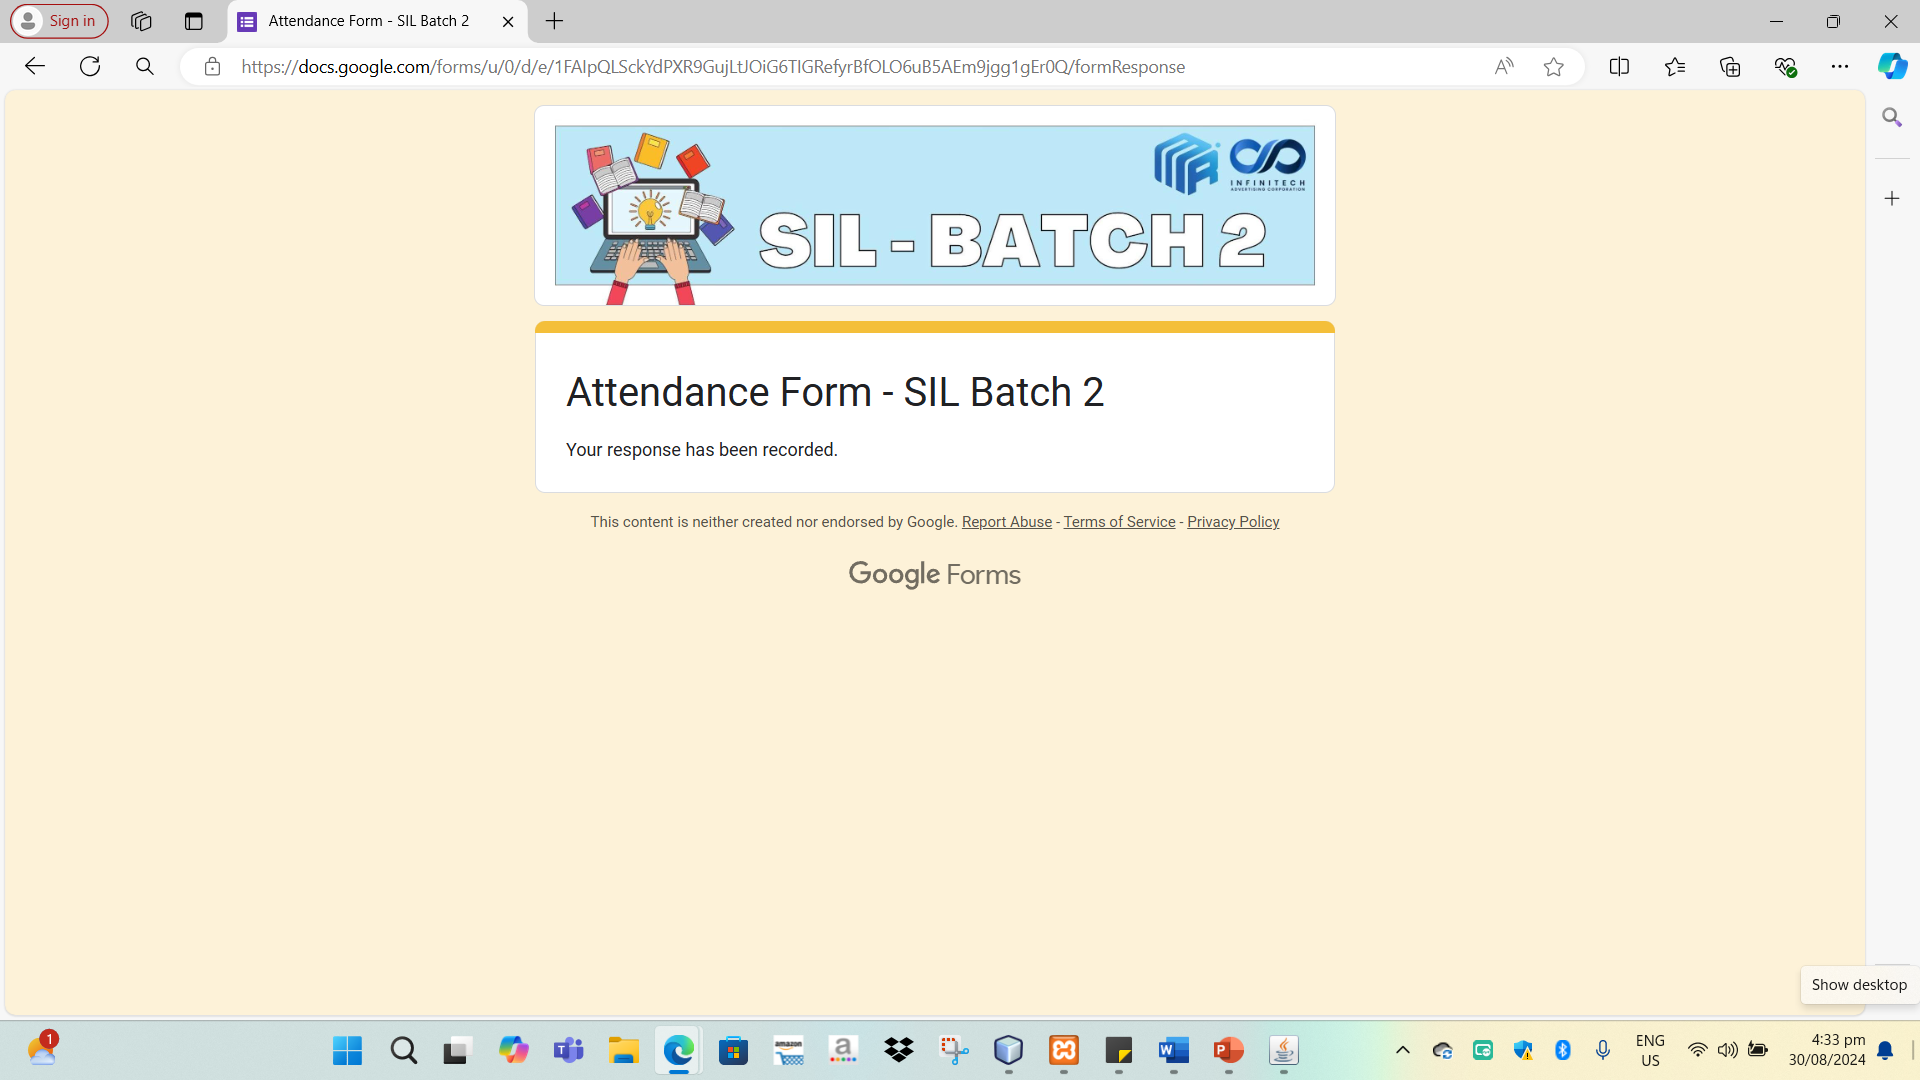 Sign in
Attendance Form - SIL Batch 2
https://docs.google.com/forms/u/0/d/e/1FAIpQLSckYdPXR9GujLtJOiG6TIGRefyrBfOLO6uB5AEm9jgg1gEr0Q/formResponse
INFINITECH
ADVERTISING CORPORATION
SIL - BATCH 2
Attendance Form - SIL Batch 2
Your response has been recorded.
This content is neither created nor endorsed by Google. Report Abuse - Terms of Service - Privacy Policy
Google Forms
Show desktop
1
amazon
a
ENG
US
4:33 pm
30/08/2024